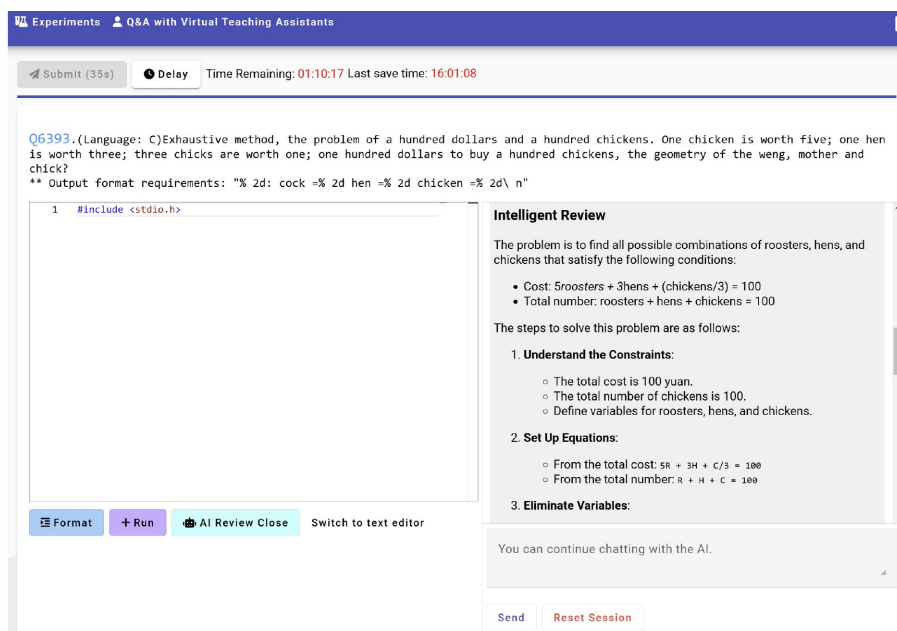 Experiments Q&A with Virtual Teaching Assistants
Submit (35s) Delay Time Remaining: 01:10:17 Last save time: 16:01:08
Q6393.(Language: C)Exhaustive method, the problem of a hundred dollars and a hundred chickens. One chicken is worth five; one hen
is worth three; three chicks are worth one; one hundred dollars to buy a hundred chickens, the geometry of the weng, mother and
chick?
** Output format requirements: "% 2d: cock =% 2d hen =% 2d chicken =% 2d\ n"
1 #include <stdio.h>
Intelligent Review
The problem is to find all possible combinations of roosters, hens, and
chickens that satisfy the following conditions:
• Cost: 5roosters + 3hens + (chickens/3) = 100
• Total number: roosters + hens + chickens = 100
The steps to solve this problem are as follows:
1. Understand the Constraints:
○ The total cost is 100 yuan.
○ The total number of chickens is 100.
○ Define variables for roosters, hens, and chickens.
2. Set Up Equations:
○ From the total cost: 5R + 3H + C/3 = 100
○ From the total number: R + H + C = 100
3. Eliminate Variables:
Format Run AI Review Close Switch to text editor
You can continue chatting with the AI.
Send Reset Session